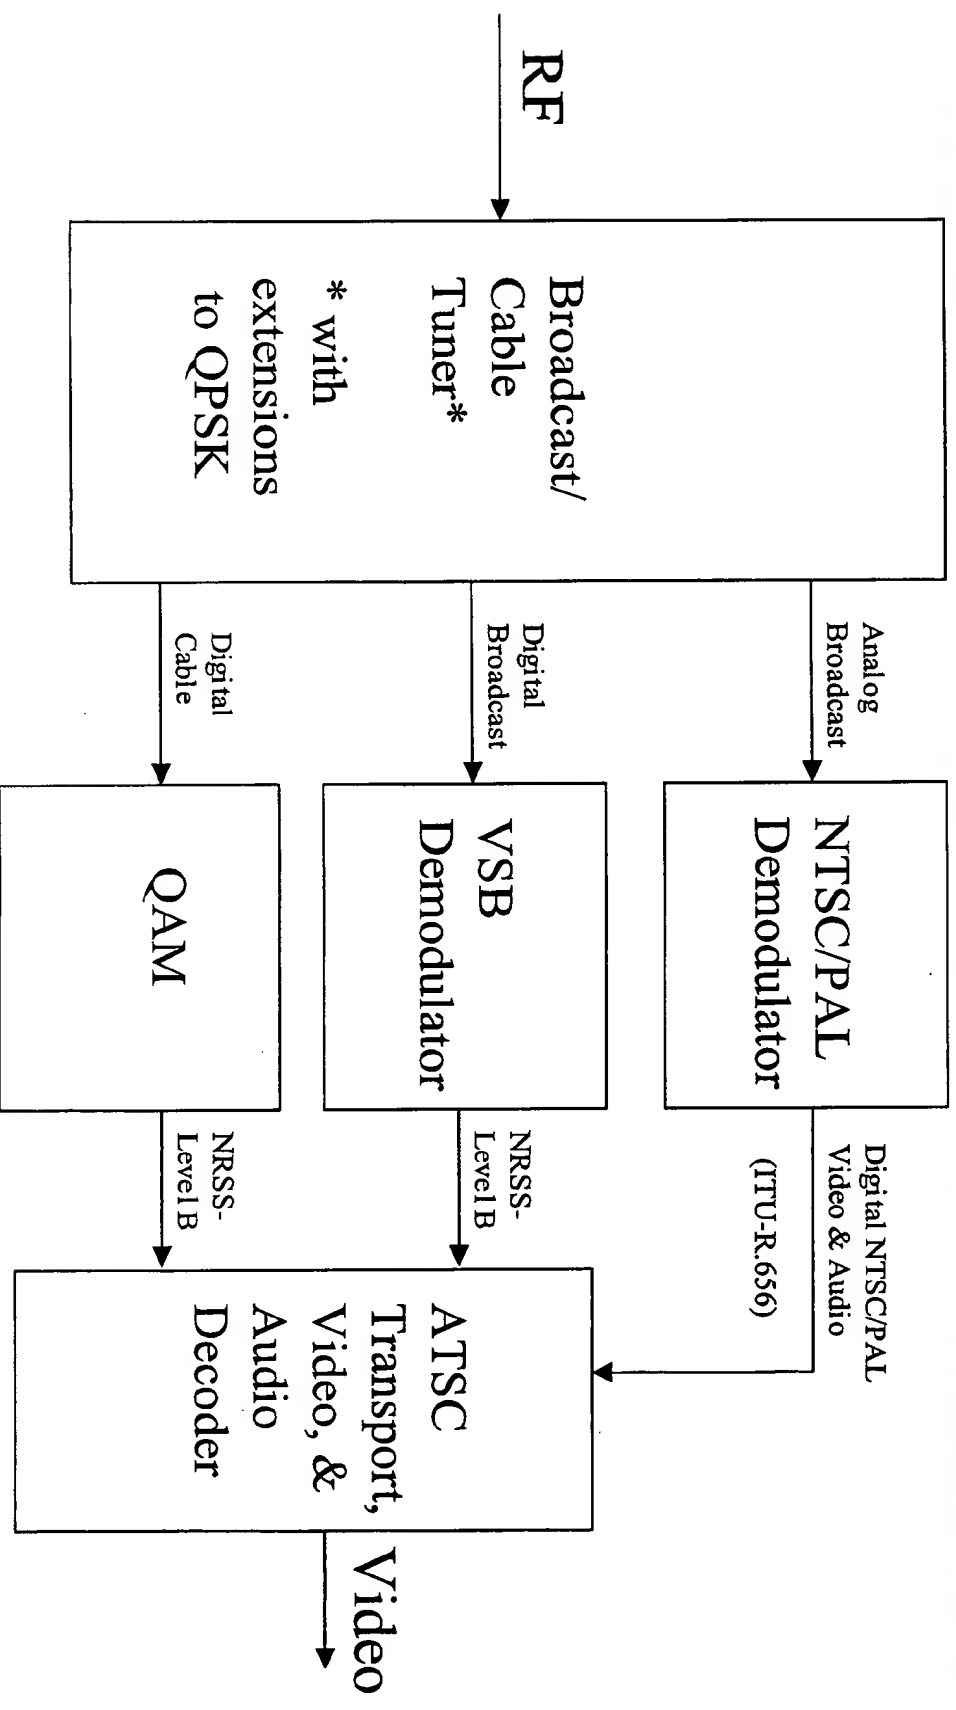 RF
Broadcast/
Cable
Tuner*
* with
extensions
to QPSK
Analog
Broadcast
Digital
Broadcast
Digital
Cable
NTSC/PAL
Demodulator
VSB
Demodulator
QAM
Digital NTSC/PAL
Video & Audio
(ITU-R.656)
NRSS-
Level B
NRSS-
Level B
ATSC
Transport,
Video, &
Audio
Decoder
Video